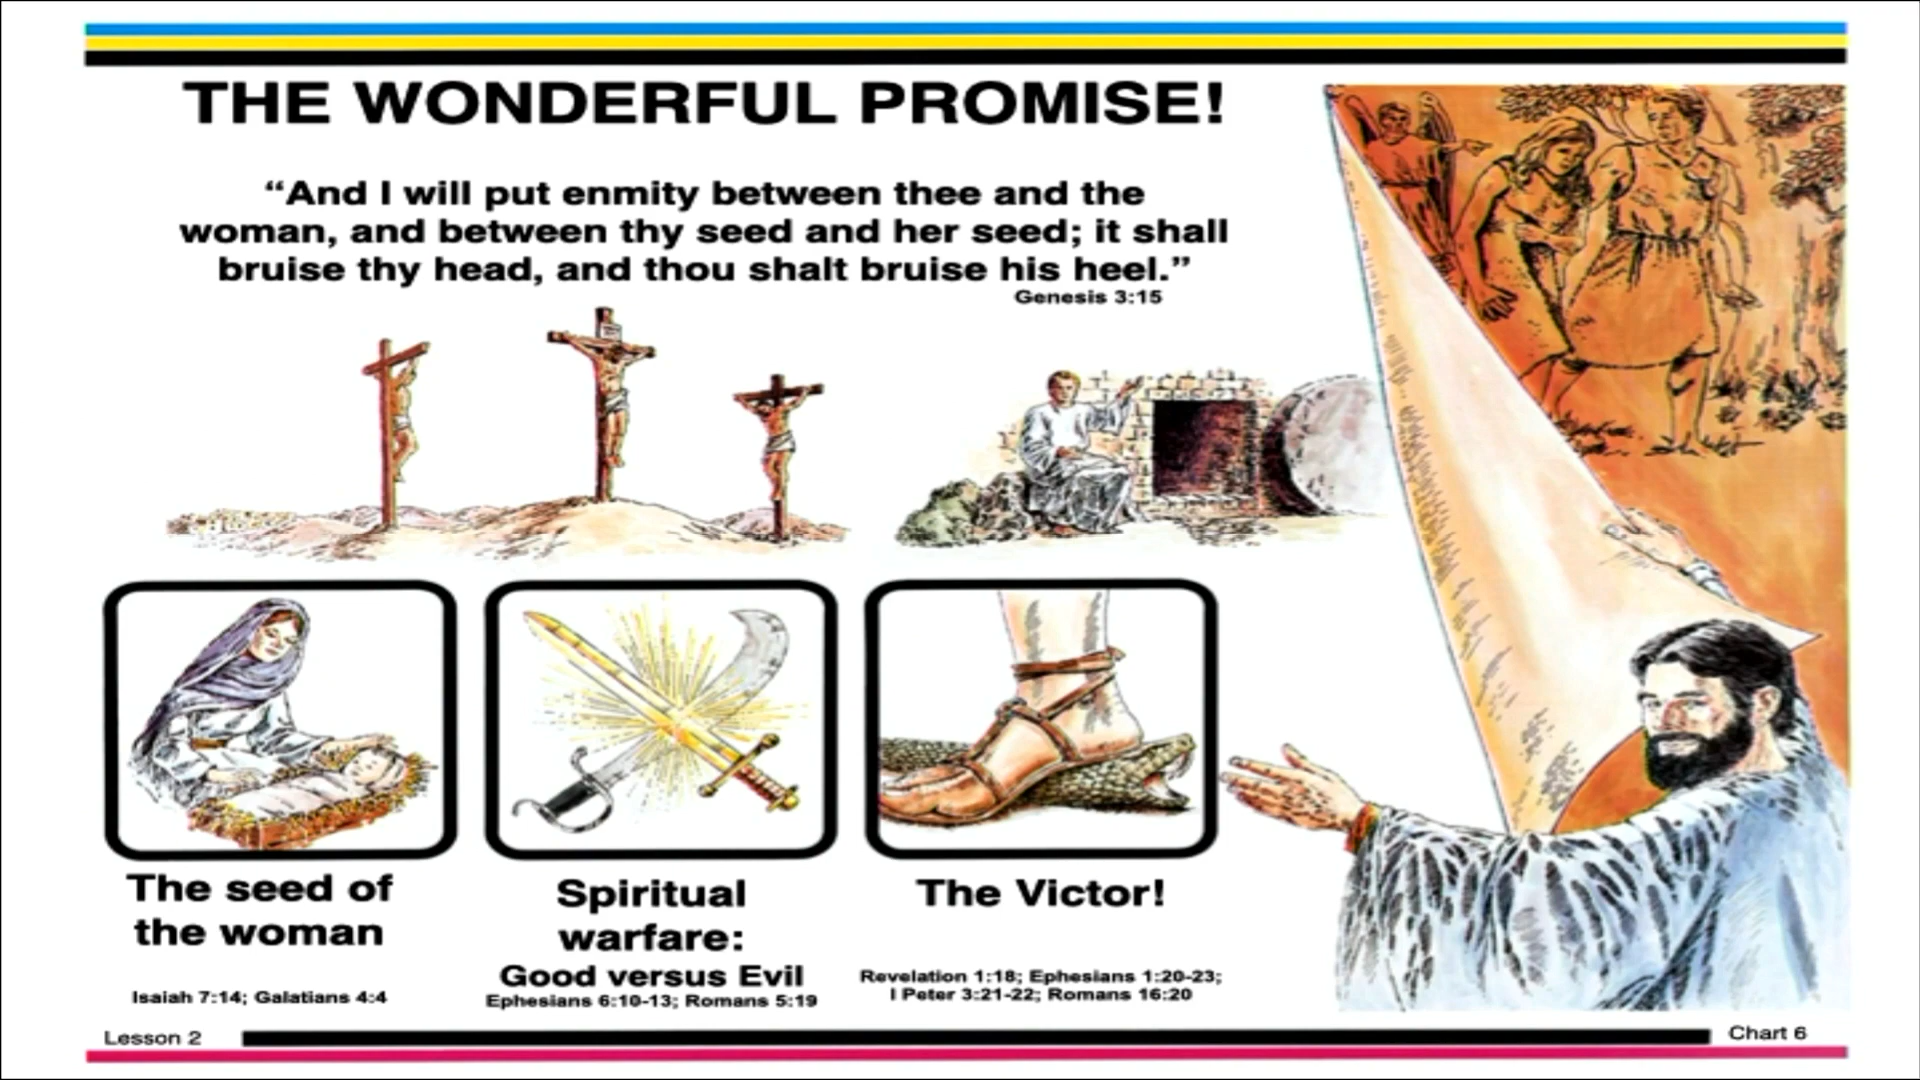 THE WONDERFUL PROMISE!
“And I will put enmity between thee and the
woman, and between thy seed and her seed; it shall
bruise thy head, and thou shalt bruise his heel.”
Genesis 3:15
The seed of
the woman
Isaiah 7:14; Galatians 4:4
Spiritual
warfare:
Good versus Evil
Ephesians 6:10-13; Romans 5:19
The Victor!
Revelation 1:18; Ephesians 1:20-23;
I Peter 3:21-22; Romans 16:20
Lesson 2
Chart 6